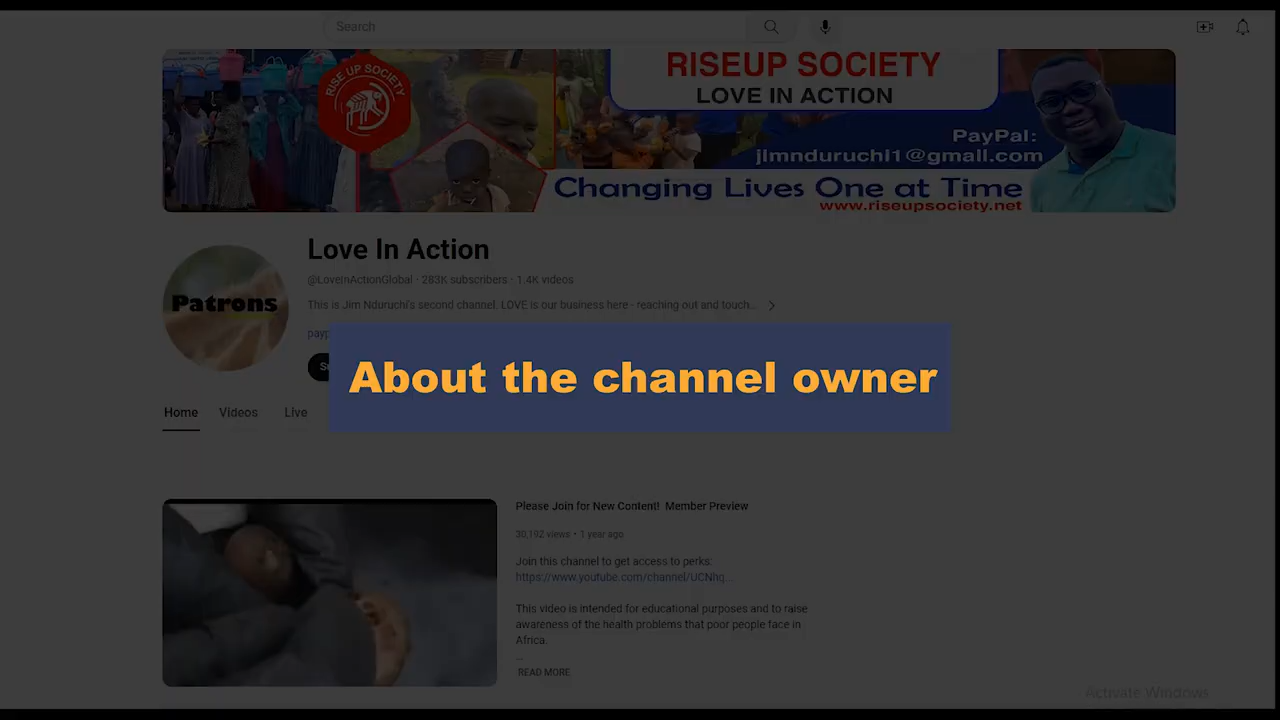 Search
RISE UP SOCIETY
RISEUP SOCIETY
LOVE IN ACTION
PayPal:
jimnduruchi1@gmail.com
Changing Lives One at Time
www.riseupsociety.net
Patrons
Love In Action
@LoveInActionGlobal · 283K subscribers · 1.4K videos
This is Jim Nduruchi's second channel. LOVE is our business here - reaching out and touch...
payp
About the channel owner
Home Videos Live
Please Join for New Content! Member Preview
30,192 views • 1 year ago
Join this channel to get access to perks:
https://www.youtube.com/channel/UCNhq...
This video is intended for educational purposes and to raise
awareness of the health problems that poor people face in
Africa.
...
READ MORE
Activate Windows